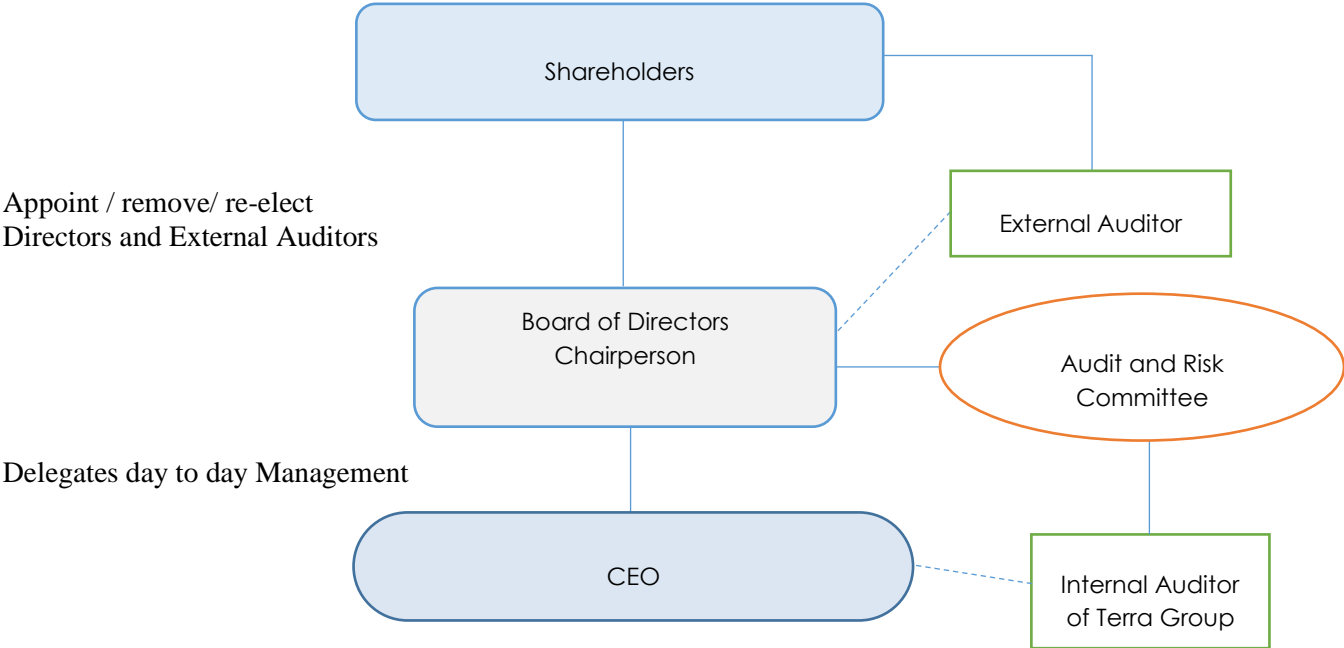 Shareholders
Appoint / remove/ re-elect
Directors and External Auditors
External Auditor
Board of Directors
Chairperson
Audit and Risk
Committee
Delegates day to day Management
CEO
Internal Auditor
of Terra Group